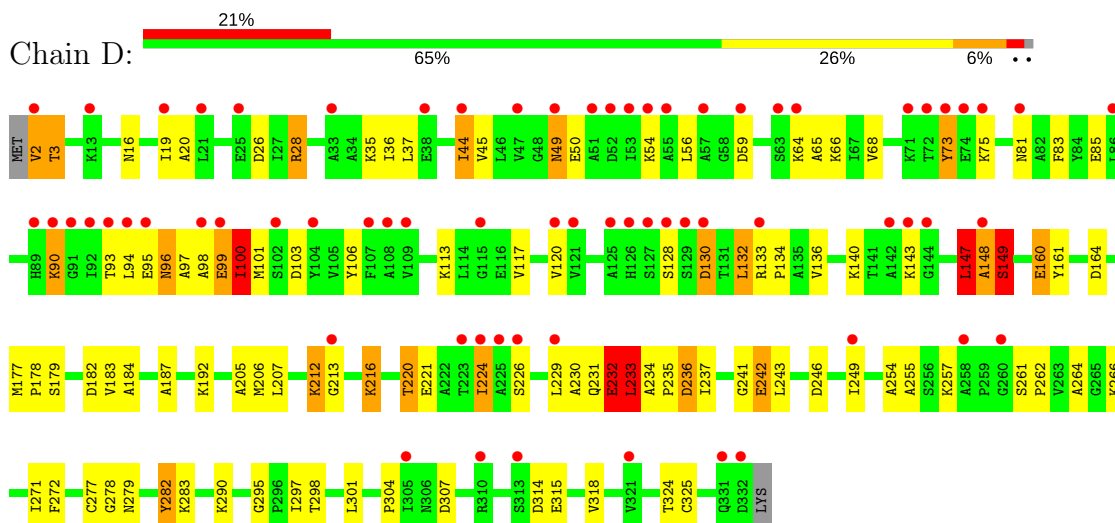 21%
Chain D:
65% 26% 6% ..
MET V2 T3 K13 N16 I19 A20 L21 E25 D26 I27 R28 A33 A34 K35 I36 L37 E38 I44 V45 L46 V47 G48 N49 E50 A51 D52 I53 K54 A55 L56 A57 G58 D59 S63 K64 A65 K66 I67 V68 K71 T72 Y73 E74 K75 N81 A82 F83 Y84 E85 L86
H89 K90 G91 I92 T93 L94 E95 N96 A97 A98 E99 I100 M101 S102 D103 Y104 V105 Y106 F107 A108 V109 K113 L114 G115 E116 V117 V120 V121 A125 H126 S127 S128 S129 D130 T131 L132 R133 P134 A135 V136 K140 T141 A142 K143 G144 L147 A148 S149 E160 Y161 D164
M177 P178 S179 D182 V183 A184 A187 K192 A205 M206 L207 K212 G213 K216 T220 E221 A222 T223 I224 A225 S226 L229 A230 Q231 E232 L233 A234 P235 D236 I237 G241 E242 L243 D246 I249 A254 A255 S256 K257 A258 P259 G260 S261 P262 V263 A264 G265 K266
I271 F272 C277 G278 N279 Y282 K283 K290 G295 P296 I297 T298 L301 P304 I305 N306 D307 R310 S313 D314 E315 V318 V321 T324 C325 Q331 D332 LYS